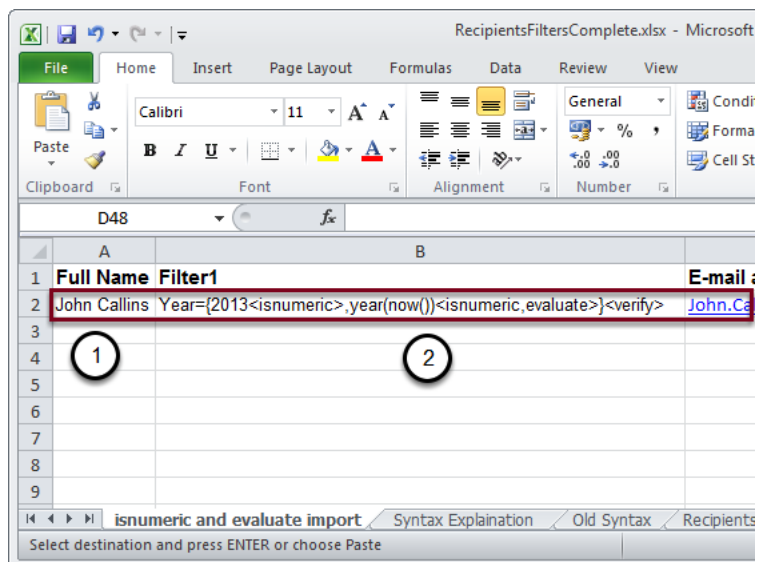 RecipientsFiltersComplete.xlsx - Microsoft
File Home Insert Page Layout Formulas Data Review View
Calibri 11 A A General Condi
Paste B I U A % , Forma
.0 .00 .00 .0 Cell St
Clipboard Font Alignment Number
D48 fx
A B
1 Full Name Filter1 E-mail a
2 John Callins Year={2013<isnumeric>,year(now())<isnumeric,evaluate>}<verify> John.Ca
3
4
1 2
5
6
7
8
9
isnumeric and evaluate import Syntax Explaination Old Syntax Recipients
Select destination and press ENTER or choose Paste